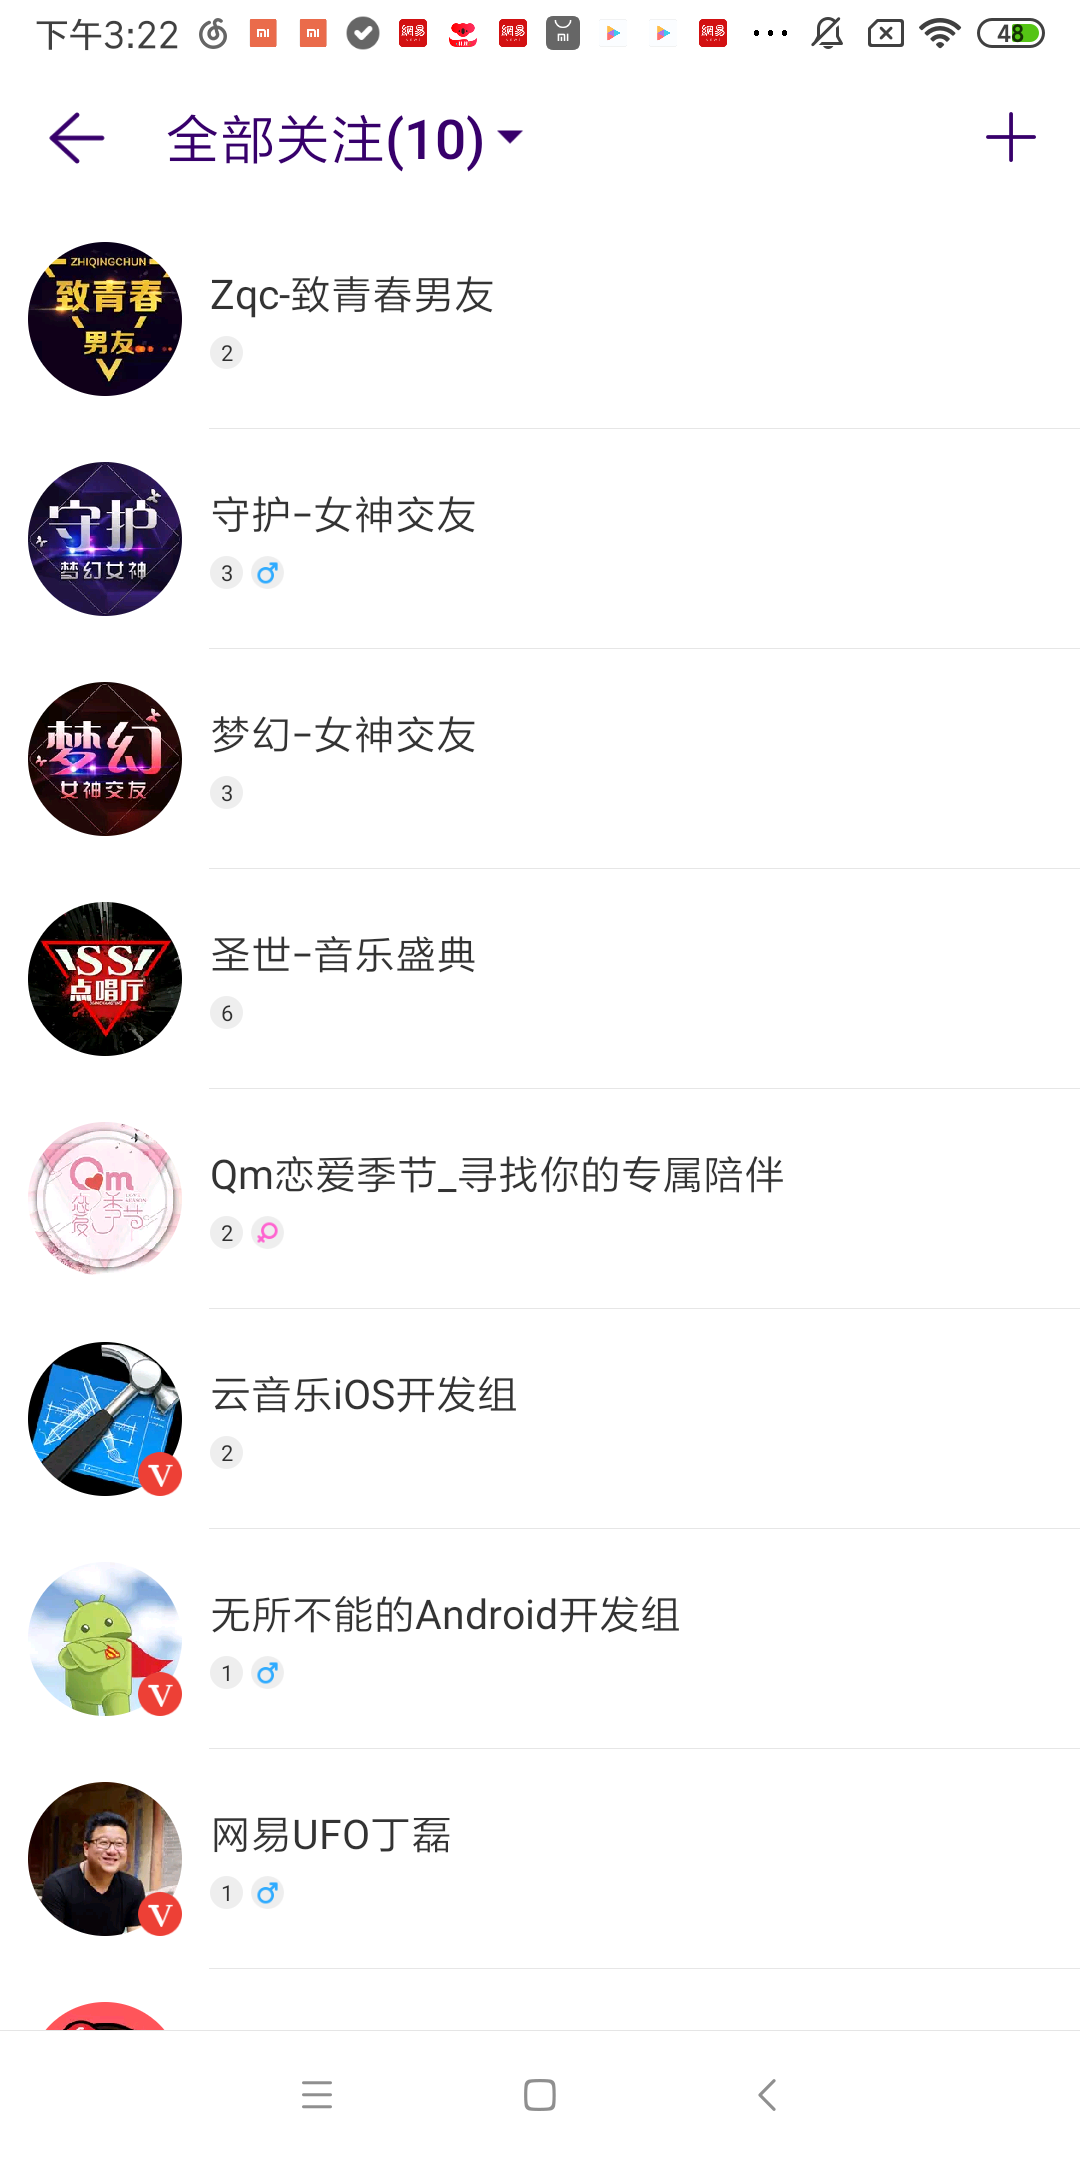 下午3:22 48
全部关注(10)
ZHIQINGCHUN
致青春
男友
Zqc-致青春男友
2
守护
梦幻女神
守护-女神交友
3
梦幻
女神交友
梦幻-女神交友
3
SS
点唱厅
圣世-音乐盛典
6
Qm
恋爱季节
Qm恋爱季节_寻找你的专属陪伴
2
云音乐iOS开发组
2
V
无所不能的Android开发组
1
V
网易UFO丁磊
1
V